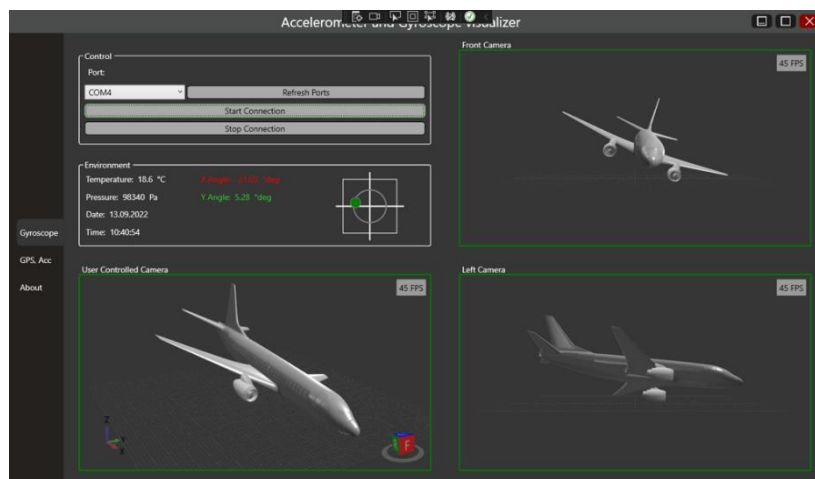 Accelerometer and Gyroscope Visualizer
Control
Port:
COM4
Refresh Ports
Start Connection
Stop Connection
Environment
Temperature: 18.6 °C
X Angle: °deg
Pressure: 98340 Pa
Y Angle: 5.28 °deg
Date: 13.09.2022
Time: 10:40:54
Gyroscope
GPS, Acc
About
Front Camera
45 FPS
User Controlled Camera
45 FPS
Z
Y
X
F
Left Camera
45 FPS